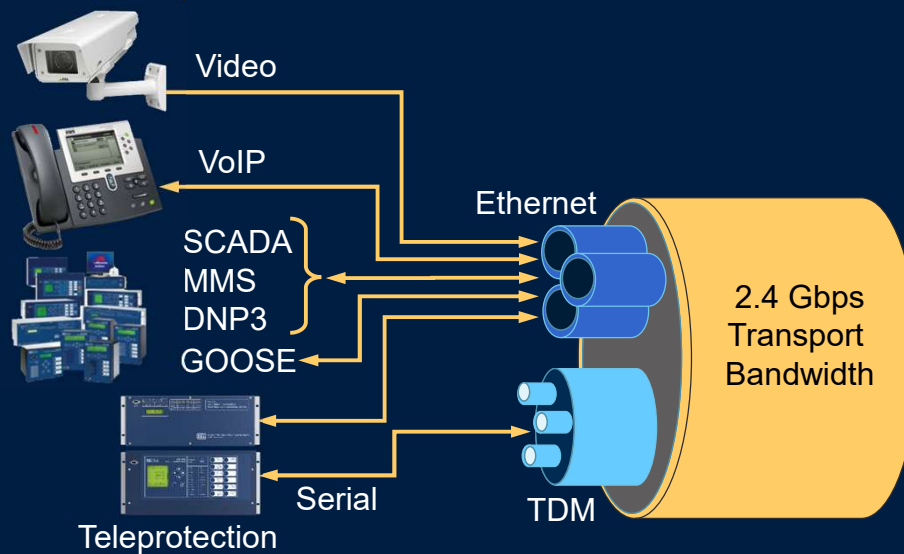 Video
VoIP
Ethernet
SCADA
MMS
DNP3
GOOSE
2.4 Gbps
Transport
Bandwidth
Serial
TDM
Teleprotection